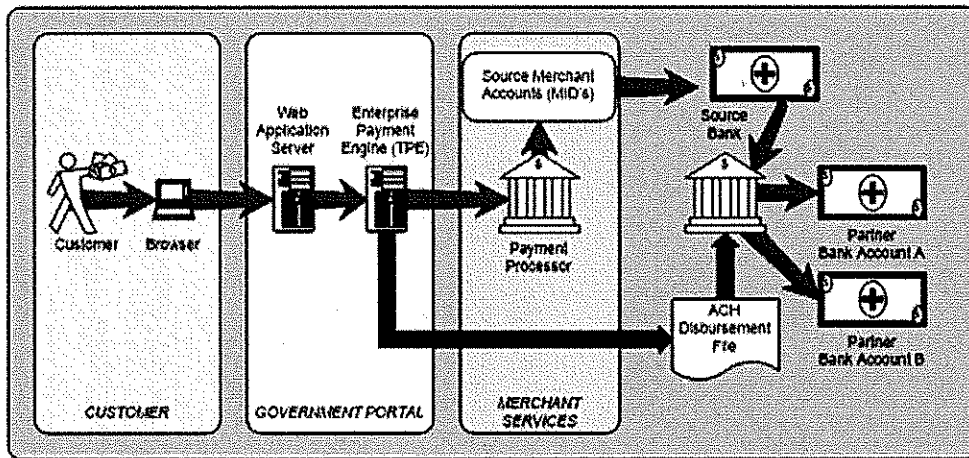 Customer
Browser
CUSTOMER
Web
Application
Server
Enterprise
Payment
Engine (TPE)
GOVERNMENT PORTAL
Source Merchant
Accounts (MID's)
Payment
Processor
MERCHANT
SERVICES
Source
Bank
Partner
Bank Account A
Partner
Bank Account B
ACH
Disbursement
File